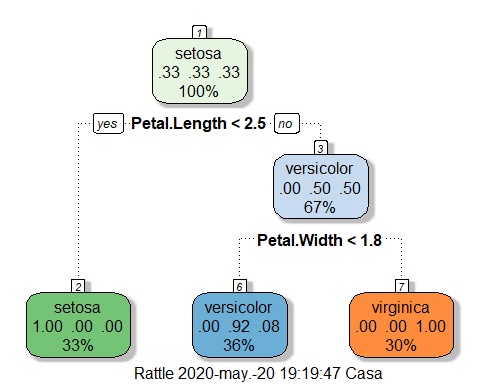 1
setosa
.33 .33 .33
100%
yes Petal.Length < 2.5 no
3
versicolor
.00 .50 .50
67%
Petal.Width < 1.8
2 6 7
setosa versicolor virginica
1.00 .00 .00 .00 .92 .08 .00 .00 1.00
33% 36% 30%
Rattle 2020-may.-20 19:19:47 Casa